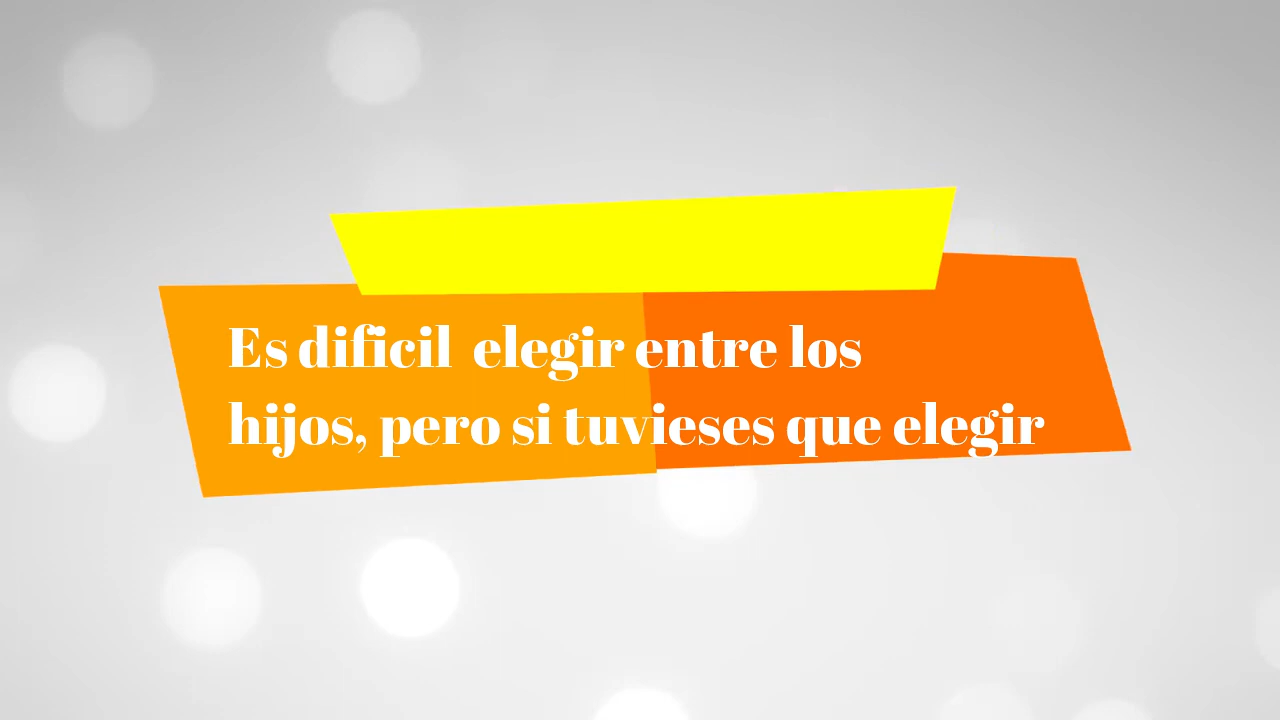 Es dificil  elegir entre los
hijos, pero si tuvieses que elegir